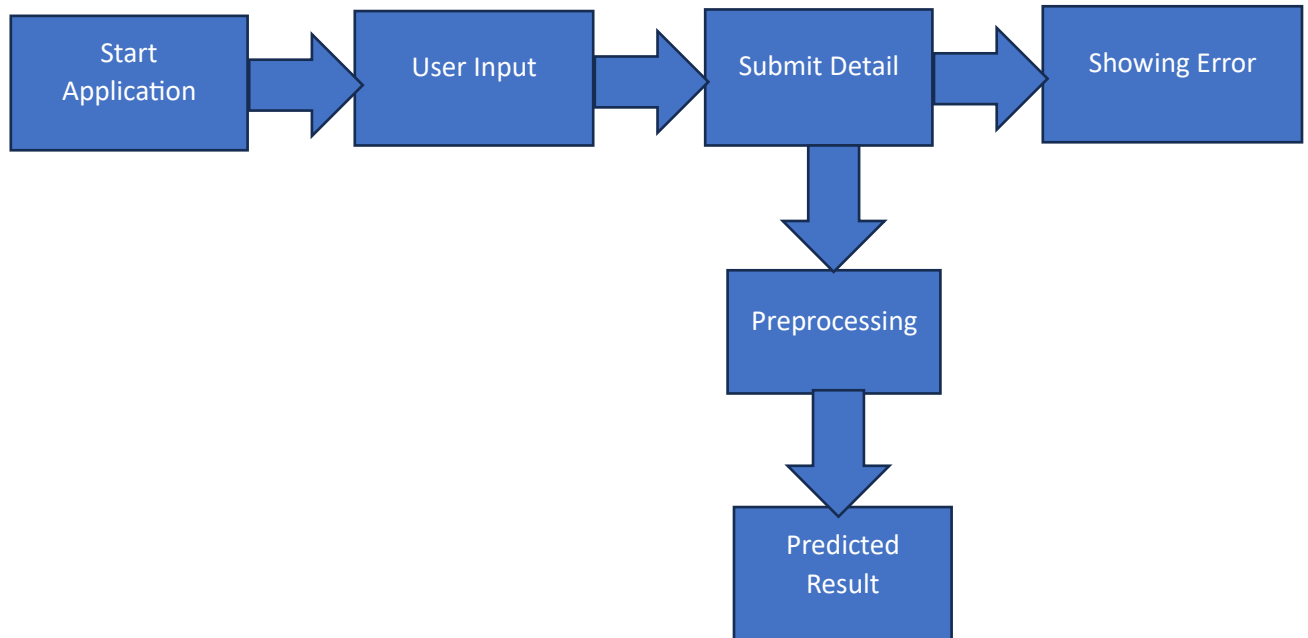 Start
Application
User Input
Submit Detail
Showing Error
Preprocessing
Predicted
Result